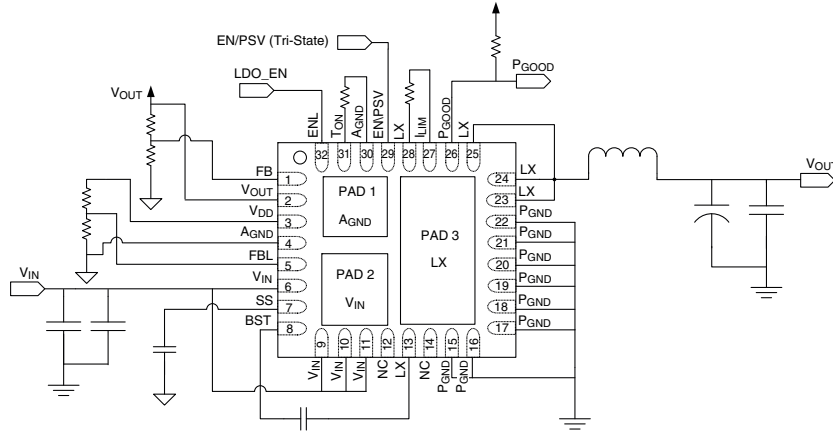 EN/PSV (Tri-State)
PGOOD
LDO_EN
VOUT
ENL
TON
AGND
EN\PSV
LX
ILIM
PGOOD
LX
32
31
30
29
28
27
26
25
FB
1
VOUT
2
VDD
3
AGND
4
FBL
5
VIN
VIN
6
SS
7
BST
8
PAD 1
AGND
PAD 2
VIN
PAD 3
LX
24
LX
23
LX
22
PGND
21
PGND
20
PGND
19
PGND
18
PGND
17
PGND
VOUT
9
10
11
12
13
14
15
16
VIN
VIN
VIN
NC
LX
NC
PGND
PGND